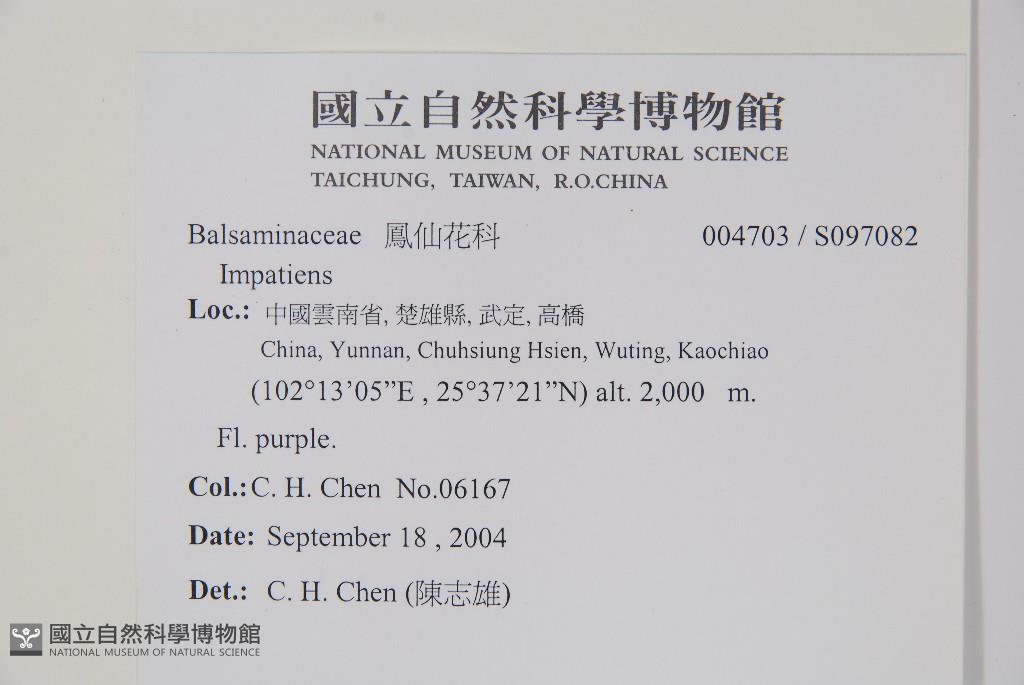 國立自然科學博物館
NATIONAL MUSEUM OF NATURAL SCIENCE
TAICHUNG, TAIWAN, R.O.CHINA
Balsaminaceae 鳳仙花科 004703 / S097082
Impatiens
Loc.: 中國雲南省, 楚雄縣, 武定, 高橋
China, Yunnan, Chuhsiung Hsien, Wuting, Kaochiao
(102°13’05”E , 25°37’21”N) alt. 2,000 m.
Fl. purple.
Col.: C. H. Chen No.06167
Date: September 18 , 2004
Det.: C. H. Chen (陳志雄)
國立自然科學博物館
NATIONAL MUSEUM OF NATURAL SCIENCE